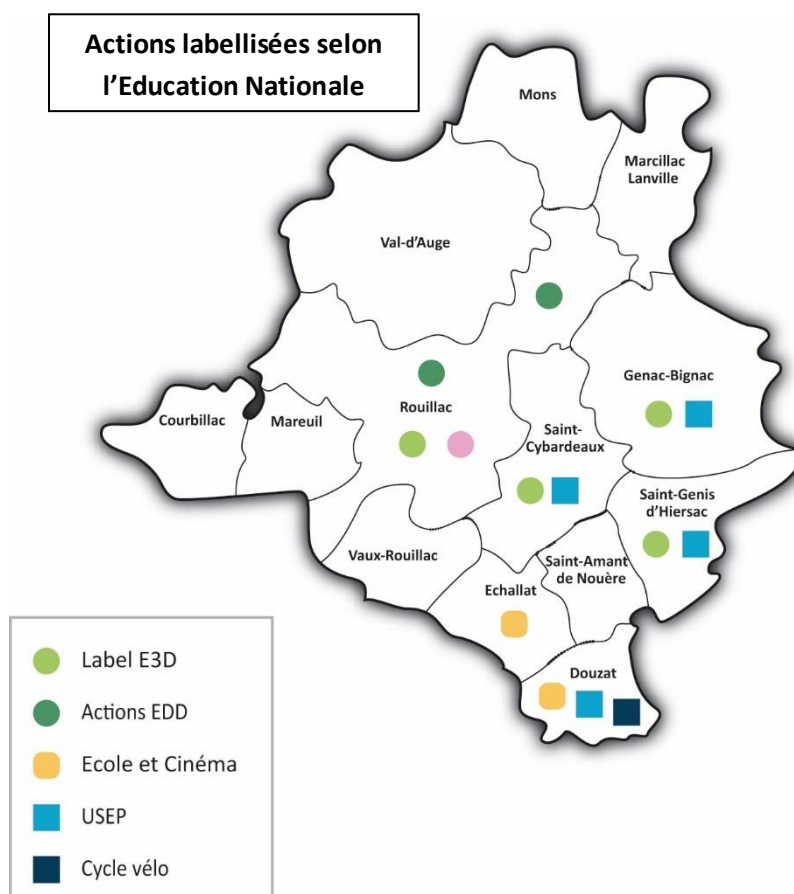 Actions labellisées selon
l’Education Nationale
Mons
Marcillac
Lanville
Val-d’Auge
Genac-Bignac
Courbillac
Mareuil
Rouillac
Saint-
Cybardeaux
Saint-Genis
d’Hiersac
Vaux-Rouillac
Saint-Amant
de Nouère
Echallat
Douzat
Label E3D
Actions EDD
Ecole et Cinéma
USEP
Cycle vélo